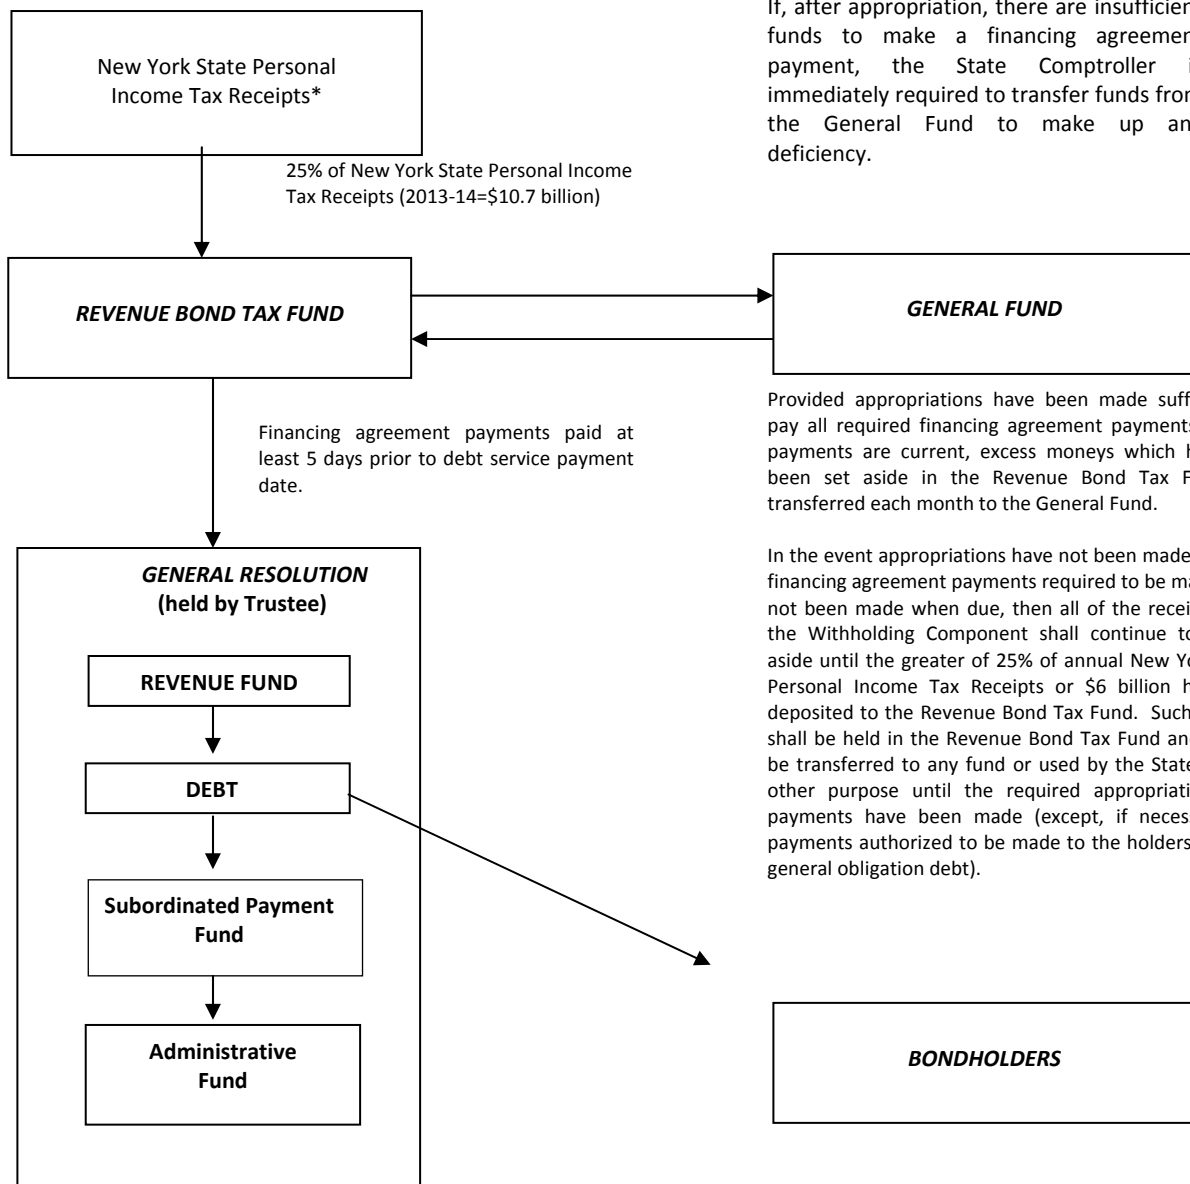 New York State Personal
Income Tax Receipts*
If, after appropriation, there are insufficien
funds to make a financing agreemen
payment, the State Comptroller i
immediately required to transfer funds from
the General Fund to make up an
deficiency.
25% of New York State Personal Income
Tax Receipts (2013-14=$10.7 billion)
REVENUE BOND TAX FUND
GENERAL FUND
Financing agreement payments paid at
least 5 days prior to debt service payment
date.
Provided appropriations have been made suff
pay all required financing agreement payments
payments are current, excess moneys which h
been set aside in the Revenue Bond Tax F
transferred each month to the General Fund.
In the event appropriations have not been made
financing agreement payments required to be ma
not been made when due, then all of the recei
the Withholding Component shall continue to
aside until the greater of 25% of annual New Yo
Personal Income Tax Receipts or $6 billion h
deposited to the Revenue Bond Tax Fund. Such
shall be held in the Revenue Bond Tax Fund an
be transferred to any fund or used by the State
other purpose until the required appropriati
payments have been made (except, if neces
payments authorized to be made to the holders
general obligation debt).
GENERAL RESOLUTION
(held by Trustee)
REVENUE FUND
DEBT
Subordinated Payment
Fund
Administrative
Fund
BONDHOLDERS